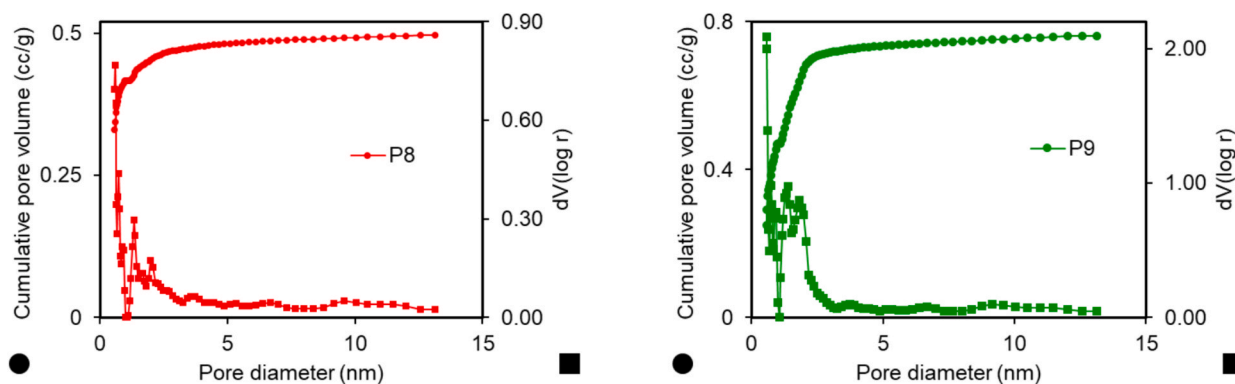 Cumulative pore volume (cc/g)
0.5
0.25
0
0.90
0.60
0.30
0.00
dV(log r)
P8
0
5
10
15
Pore diameter (nm)
Cumulative pore volume (cc/g)
0.8
0.4
0
2.00
1.00
0.00
dV(log r)
P9
0
5
10
15
Pore diameter (nm)